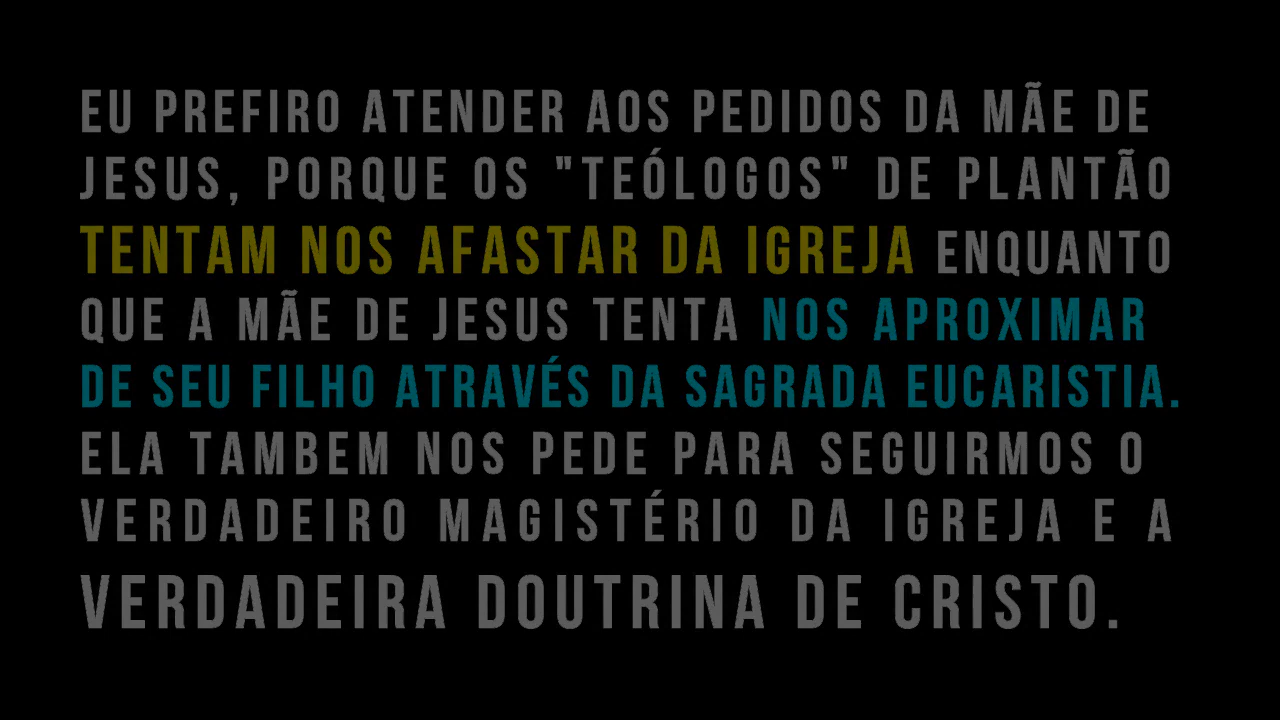 EU PREFIRO ATENDER AOS PEDIDOS DA MÃE DE
JESUS, PORQUE OS "TEÓLOGOS" DE PLANTÃO
TENTAM NOS AFASTAR DA IGREJA ENQUANTO
QUE A MÃE DE JESUS TENTA NOS APROXIMAR
DE SEU FILHO ATRAVÉS DA SAGRADA EUCARISTIA.
ELA TAMBEM NOS PEDE PARA SEGUIRMOS O
VERDADEIRO MAGISTÉRIO DA IGREJA E A
VERDADEIRA DOUTRINA DE CRISTO.